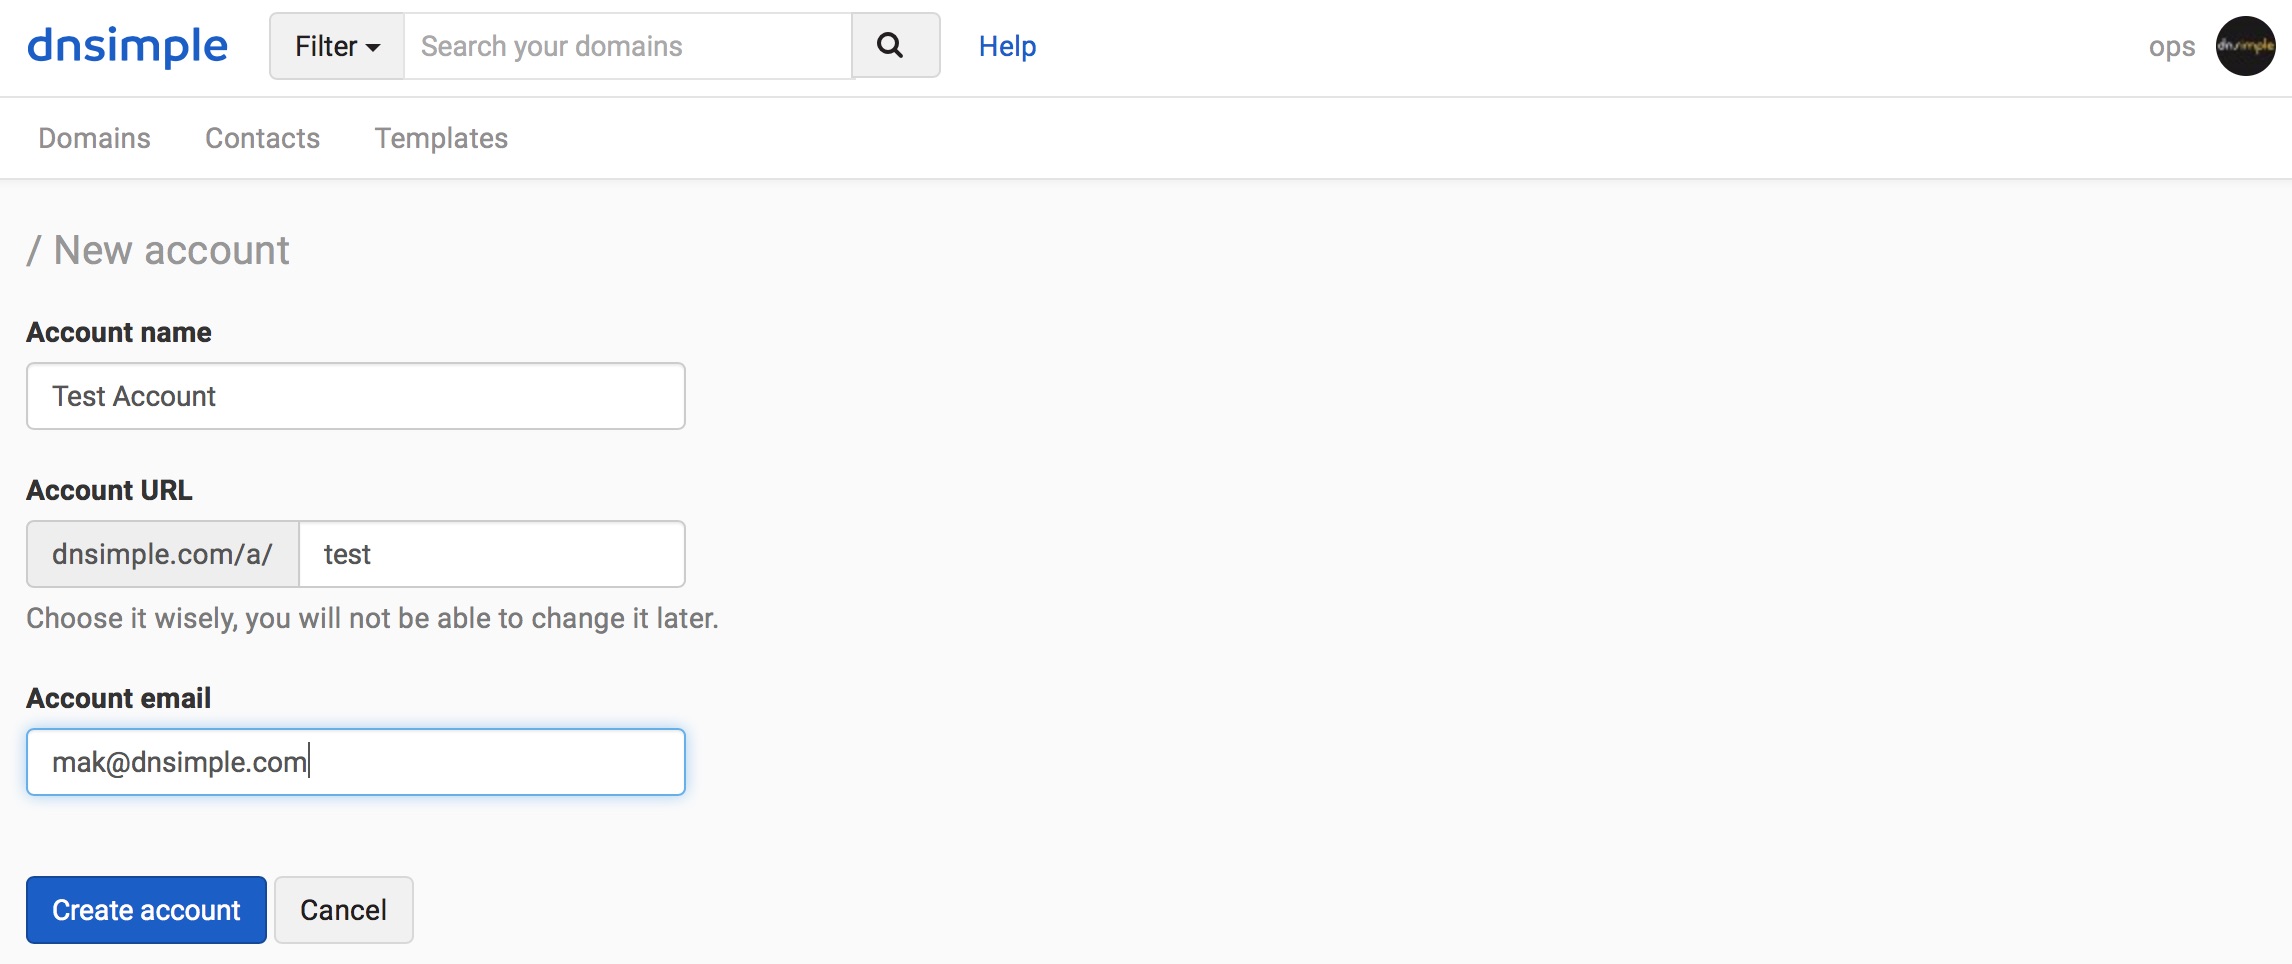 dnsimple Filter Search your domains Help ops dnsimple
Domains Contacts Templates
/ New account
Account name
Test Account
Account URL
dnsimple.com/a/ test
Choose it wisely, you will not be able to change it later.
Account email
mak@dnsimple.com
Create account Cancel